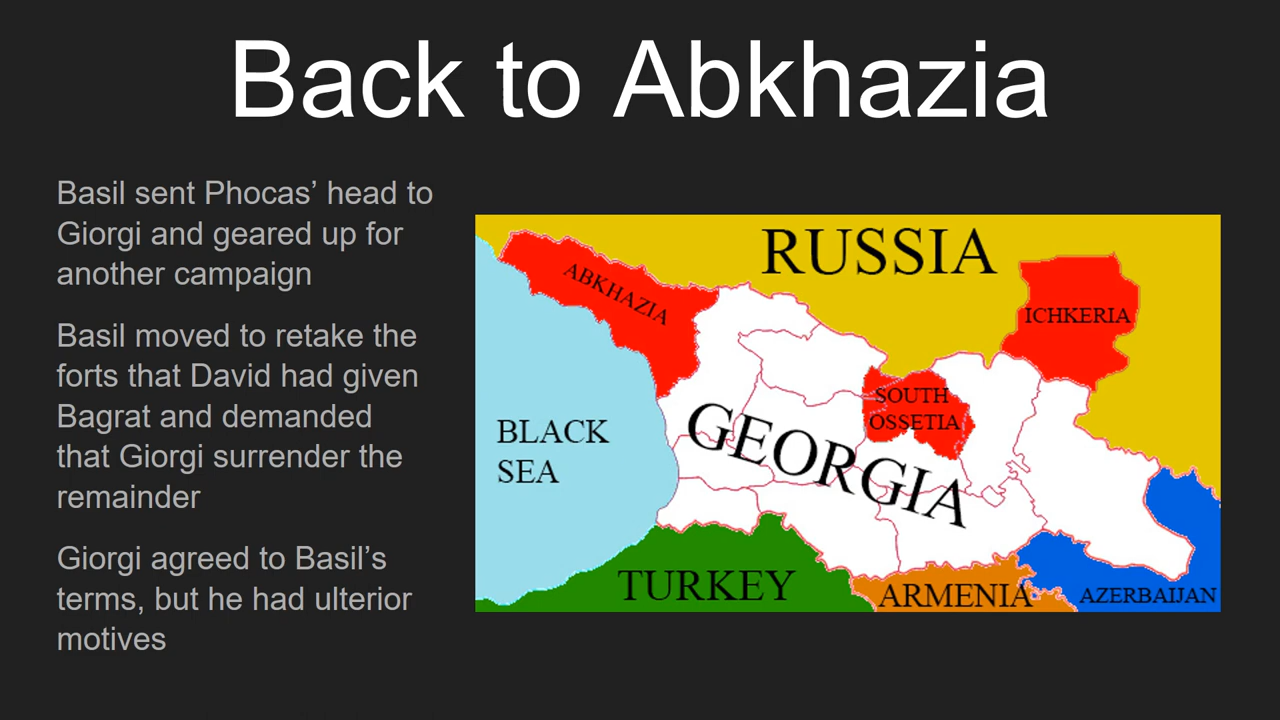 Back to Abkhazia
Basil sent Phocas’ head to
Giorgi and geared up for
another campaign
Basil moved to retake the
forts that David had given
Bagrat and demanded
that Giorgi surrender the
remainder
Giorgi agreed to Basil’s
terms, but he had ulterior
motives
RUSSIA
ABKHAZIA
ICHKERIA
SOUTH
OSSETIA
GEORGIA
BLACK
SEA
TURKEY
ARMENIA
AZERBAIJAN